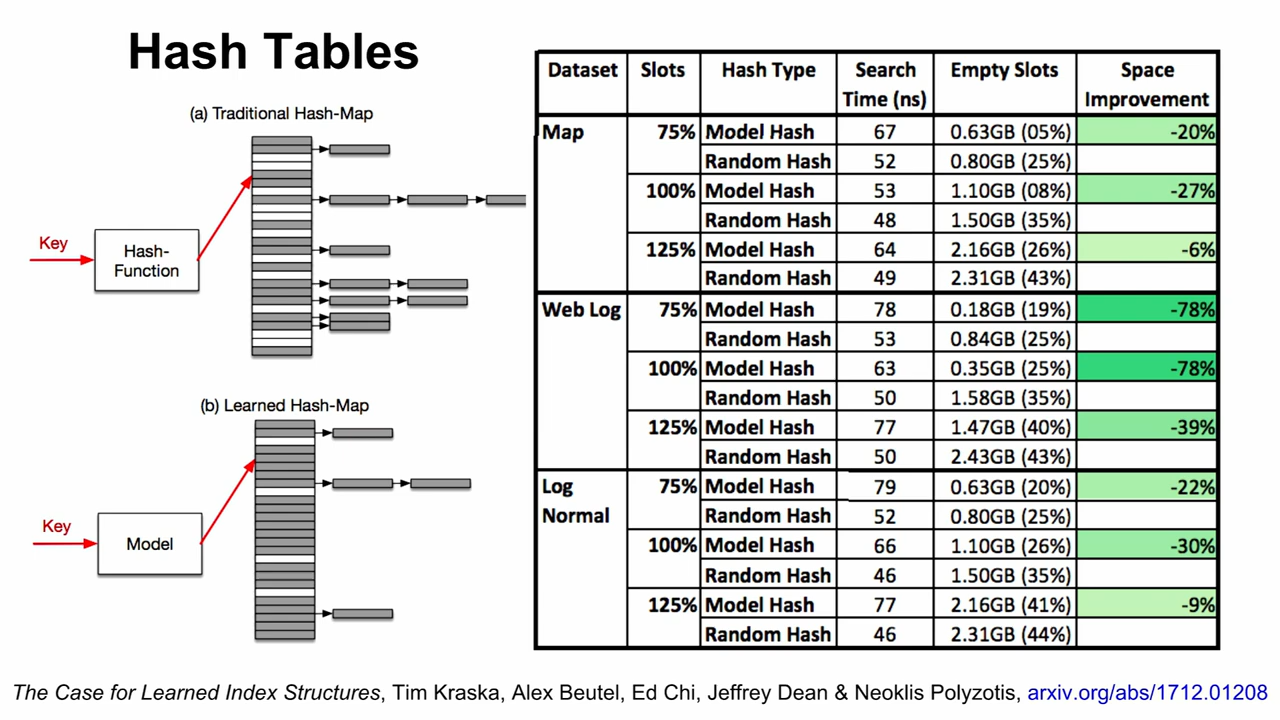 Hash Tables
(a) Traditional Hash-Map
Key
Hash-
Function
(b) Learned Hash-Map
Key
Model
Dataset Slots Hash Type Search Time (ns) Empty Slots Space Improvement
Map 75% Model Hash 67 0.63GB (05%) -20%
Random Hash 52 0.80GB (25%)
100% Model Hash 53 1.10GB (08%) -27%
Random Hash 48 1.50GB (35%)
125% Model Hash 64 2.16GB (26%) -6%
Random Hash 49 2.31GB (43%)
Web Log 75% Model Hash 78 0.18GB (19%) -78%
Random Hash 53 0.84GB (25%)
100% Model Hash 63 0.35GB (25%) -78%
Random Hash 50 1.58GB (35%)
125% Model Hash 77 1.47GB (40%) -39%
Random Hash 50 2.43GB (43%)
Log Normal 75% Model Hash 79 0.63GB (20%) -22%
Random Hash 52 0.80GB (25%)
100% Model Hash 66 1.10GB (26%) -30%
Random Hash 46 1.50GB (35%)
125% Model Hash 77 2.16GB (41%) -9%
Random Hash 46 2.31GB (44%)
The Case for Learned Index Structures, Tim Kraska, Alex Beutel, Ed Chi, Jeffrey Dean & Neoklis Polyzotis, arxiv.org/abs/1712.01208